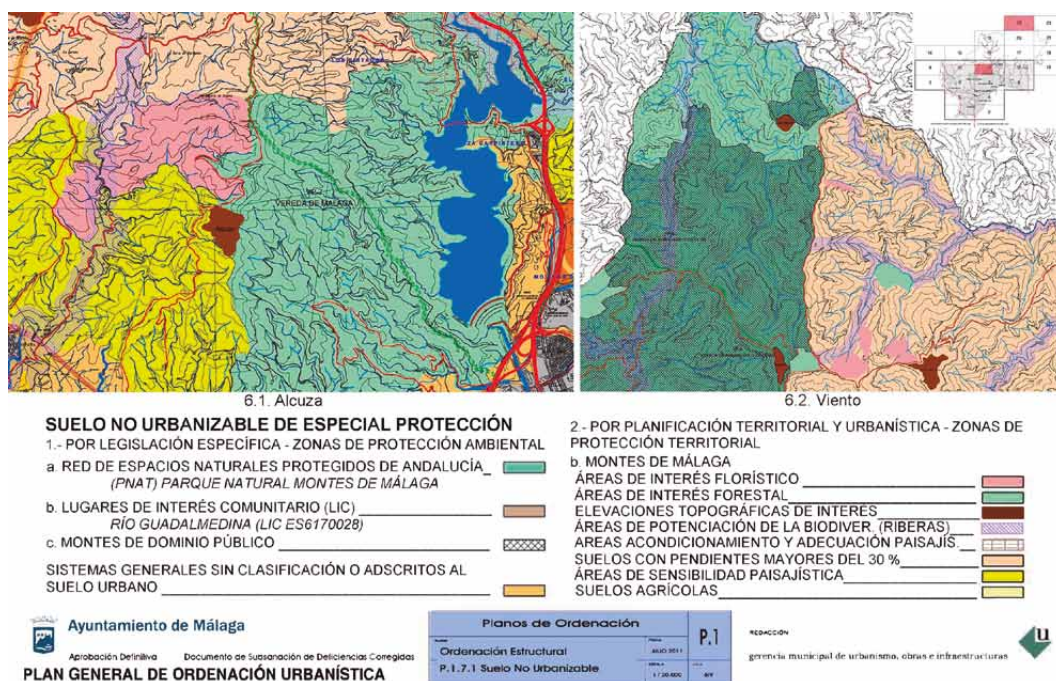 VEREDA DE MÁLAGA
6.1. Alcuza
6.2. Viento
SUELO NO URBANIZABLE DE ESPECIAL PROTECCIÓN
1.- POR LEGISLACIÓN ESPECÍFICA - ZONAS DE PROTECCIÓN AMBIENTAL
a. RED DE ESPACIOS NATURALES PROTEGIDOS DE ANDALUCÍA
(PNAT) PARQUE NATURAL MONTES DE MÁLAGA
b. LUGARES DE INTERÉS COMUNITARIO (LIC)
RÍO GUADALMEDINA (LIC ES6170028)
c. MONTES DE DOMINIO PÚBLICO
SISTEMAS GENERALES SIN CLASIFICACIÓN O ADSCRITOS AL
SUELO URBANO
2.- POR PLANIFICACIÓN TERRITORIAL Y URBANÍSTICA - ZONAS DE
PROTECCIÓN TERRITORIAL
b. MONTES DE MÁLAGA
ÁREAS DE INTERÉS FLORÍSTICO
ÁREAS DE INTERÉS FORESTAL
ELEVACIONES TOPOGRÁFICAS DE INTERÉS
ÁREAS DE POTENCIACIÓN DE LA BIODIVER. (RIBERAS)
AREAS ACONDICIONAMIENTO Y ADECUACIÓN PAISAJÍS.
SUELOS CON PENDIENTES MAYORES DEL 30 %
ÁREAS DE SENSIBILIDAD PAISAJÍSTICA
SUELOS AGRÍCOLAS
Ayuntamiento de Málaga
Aprobación Definitiva Documento de Subsanación de Deficiencias Corregidas
PLAN GENERAL DE ORDENACIÓN URBANÍSTICA
Planos de Ordenación
Ordenación Estructural
P.1.7.1 Suelo No Urbanizable
JULIO 2011
P.1
REDACCIÓN
gerencia municipal de urbanismo, obras e infraestructuras
u